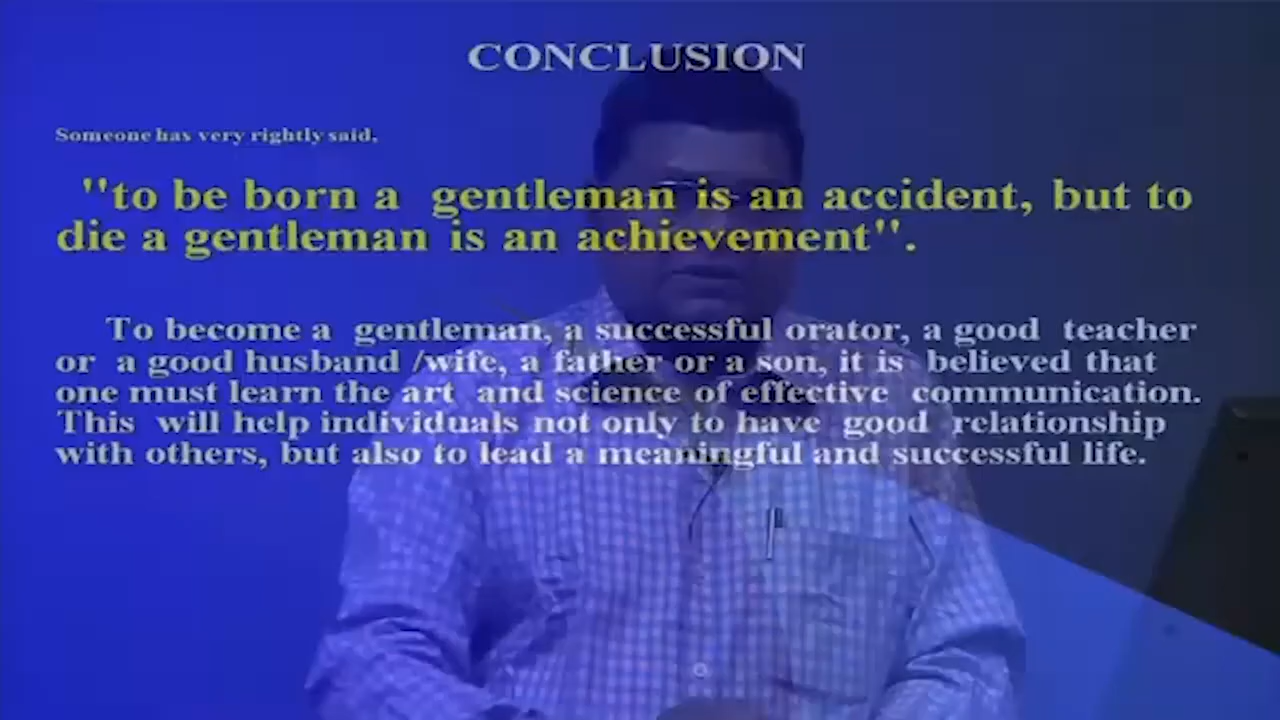 CONCLUSION
Someone has very rightly said,
"to be born a gentleman is an accident, but to
die a gentleman is an achievement".
To become a gentleman, a successful orator, a good teacher
or a good husband /wife, a father or a son, it is believed that
one must learn the art and science of effective communication.
This will help individuals not only to have good relationship
with others, but also to lead a meaningful and successful life.